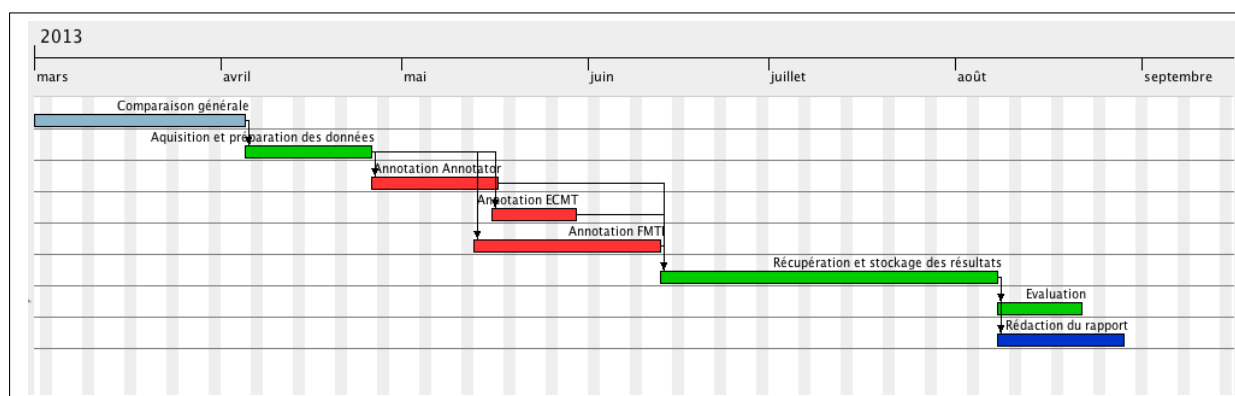 2013
mars avril mai juin juillet août septembre
Comparaison générale
Aquisition et préparation des données
Annotation Annotator
Annotation ECMT
Annotation FMTI
Récupération et stockage des résultats
Evaluation
Rédaction du rapport